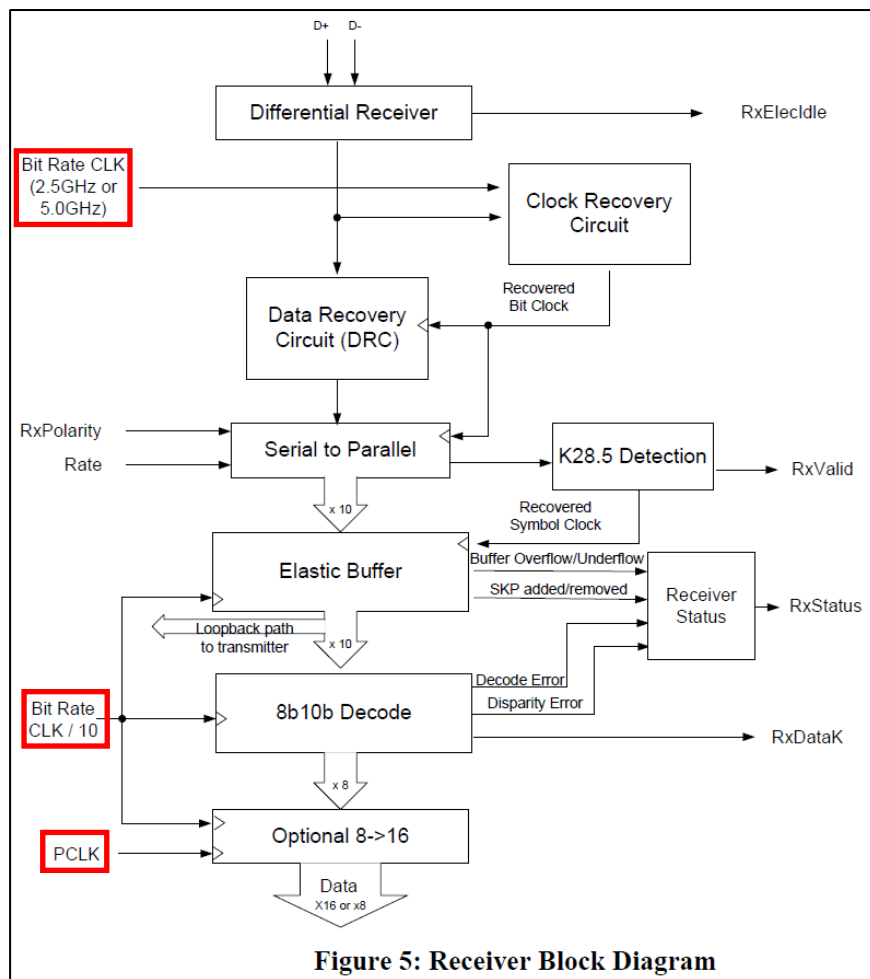 D+ D-
Differential Receiver
RxElecIdle
Bit Rate CLK
(2.5GHz or
5.0GHz)
Clock Recovery
Circuit
Recovered
Bit Clock
Data Recovery
Circuit (DRC)
RxPolarity
Rate
Serial to Parallel
K28.5 Detection
RxValid
x 10
Recovered
Symbol Clock
Elastic Buffer
Buffer Overflow/Underflow
SKP added/removed
Receiver
Status
RxStatus
Loopback path
to transmitter
x 10
Decode Error
Disparity Error
Bit Rate
CLK / 10
8b10b Decode
RxDataK
x 8
Optional 8->16
PCLK
Data
X16 or x8
Figure 5: Receiver Block Diagram